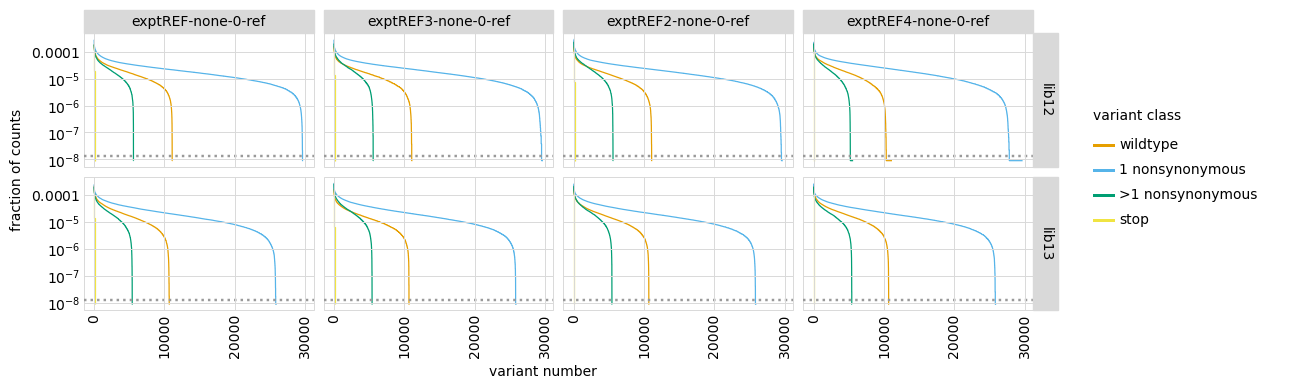 exptREF-none-0-ref exptREF3-none-0-ref exptREF2-none-0-ref exptREF4-none-0-ref
0.0001
10⁻⁵
10⁻⁶
10⁻⁷
10⁻⁸
lib12
0.0001
10⁻⁵
10⁻⁶
10⁻⁷
10⁻⁸
lib13
fraction of counts
0 10000 20000 30000 0 10000 20000 30000 0 10000 20000 30000 0 10000 20000 30000
variant number
variant class
wildtype
1 nonsynonymous
>1 nonsynonymous
stop